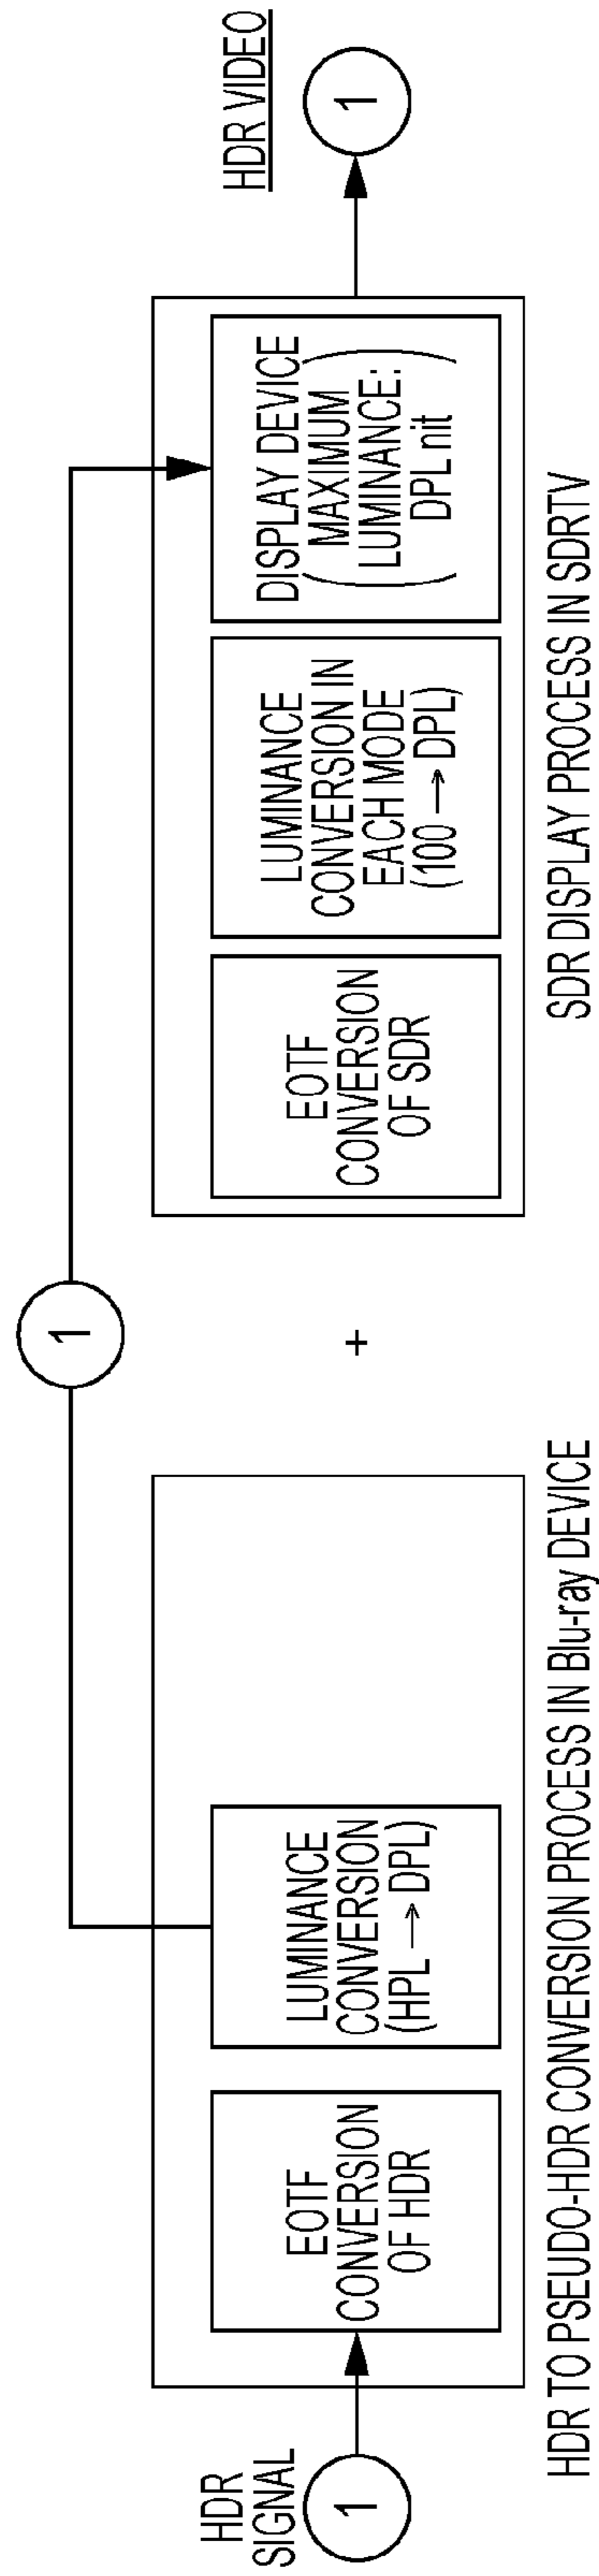 HDR
SIGNAL
1
EOTF
CONVERSION
OF HDR
LUMINANCE
CONVERSION
(HPL → DPL)
HDR TO PSEUDO-HDR CONVERSION PROCESS IN Blu-ray DEVICE
1
+
EOTF
CONVERSION
OF SDR
LUMINANCE
CONVERSION IN
EACH MODE
(100 → DPL)
DISPLAY DEVICE
(MAXIMUM
LUMINANCE:
DPL nit)
SDR DISPLAY PROCESS IN SDRTV
HDR VIDEO
1